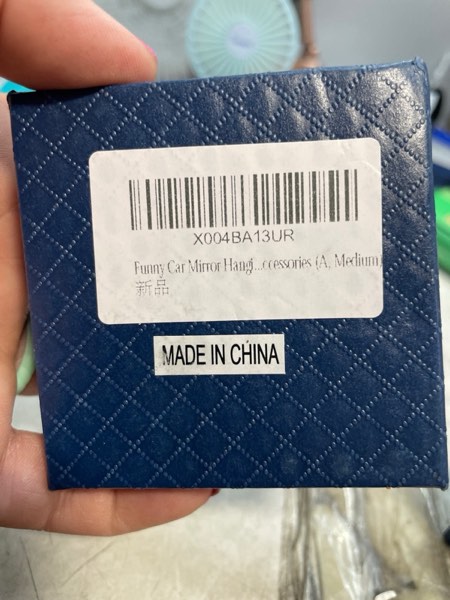 X004BA13UR
Funny Car Mirror Hangi...ccessories (A, Medium)
新品
MADE IN CHINA